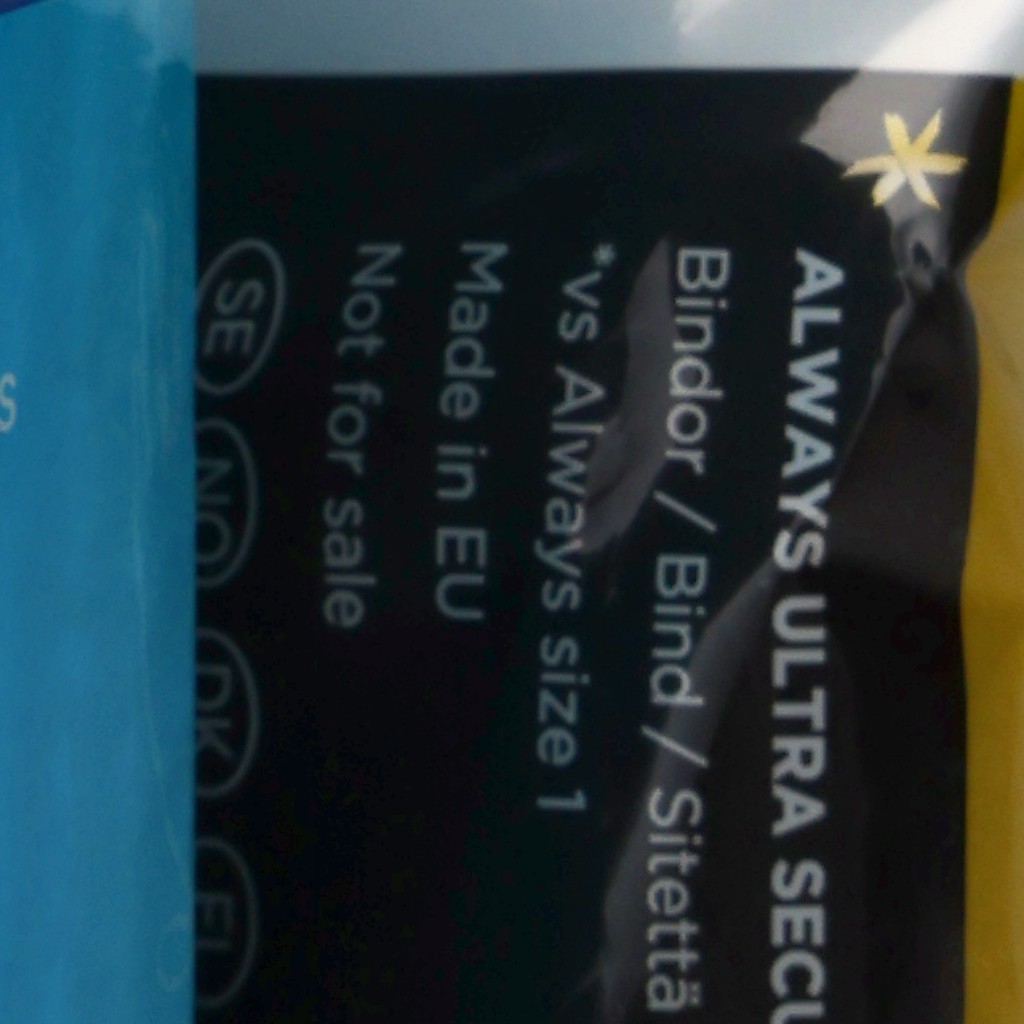 ALWAYS ULTRA SECU
Bindor / Bind / Sitettä
*vs Always size 1
Made in EU
Not for sale
SE NO DK FI
s